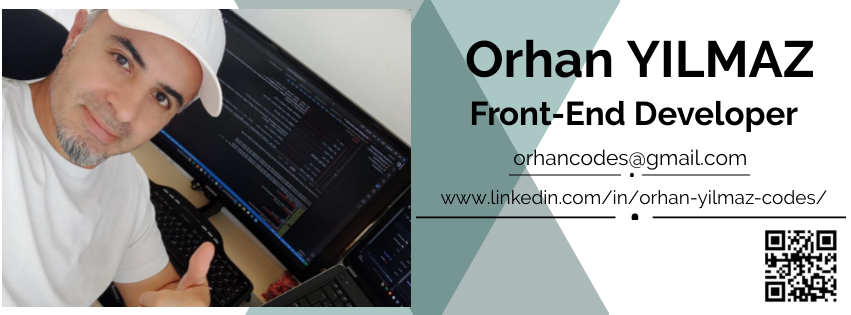 Orhan YILMAZ
Front-End Developer
orhancodes@gmail.com
www.linkedin.com/in/orhan-yilmaz-codes/